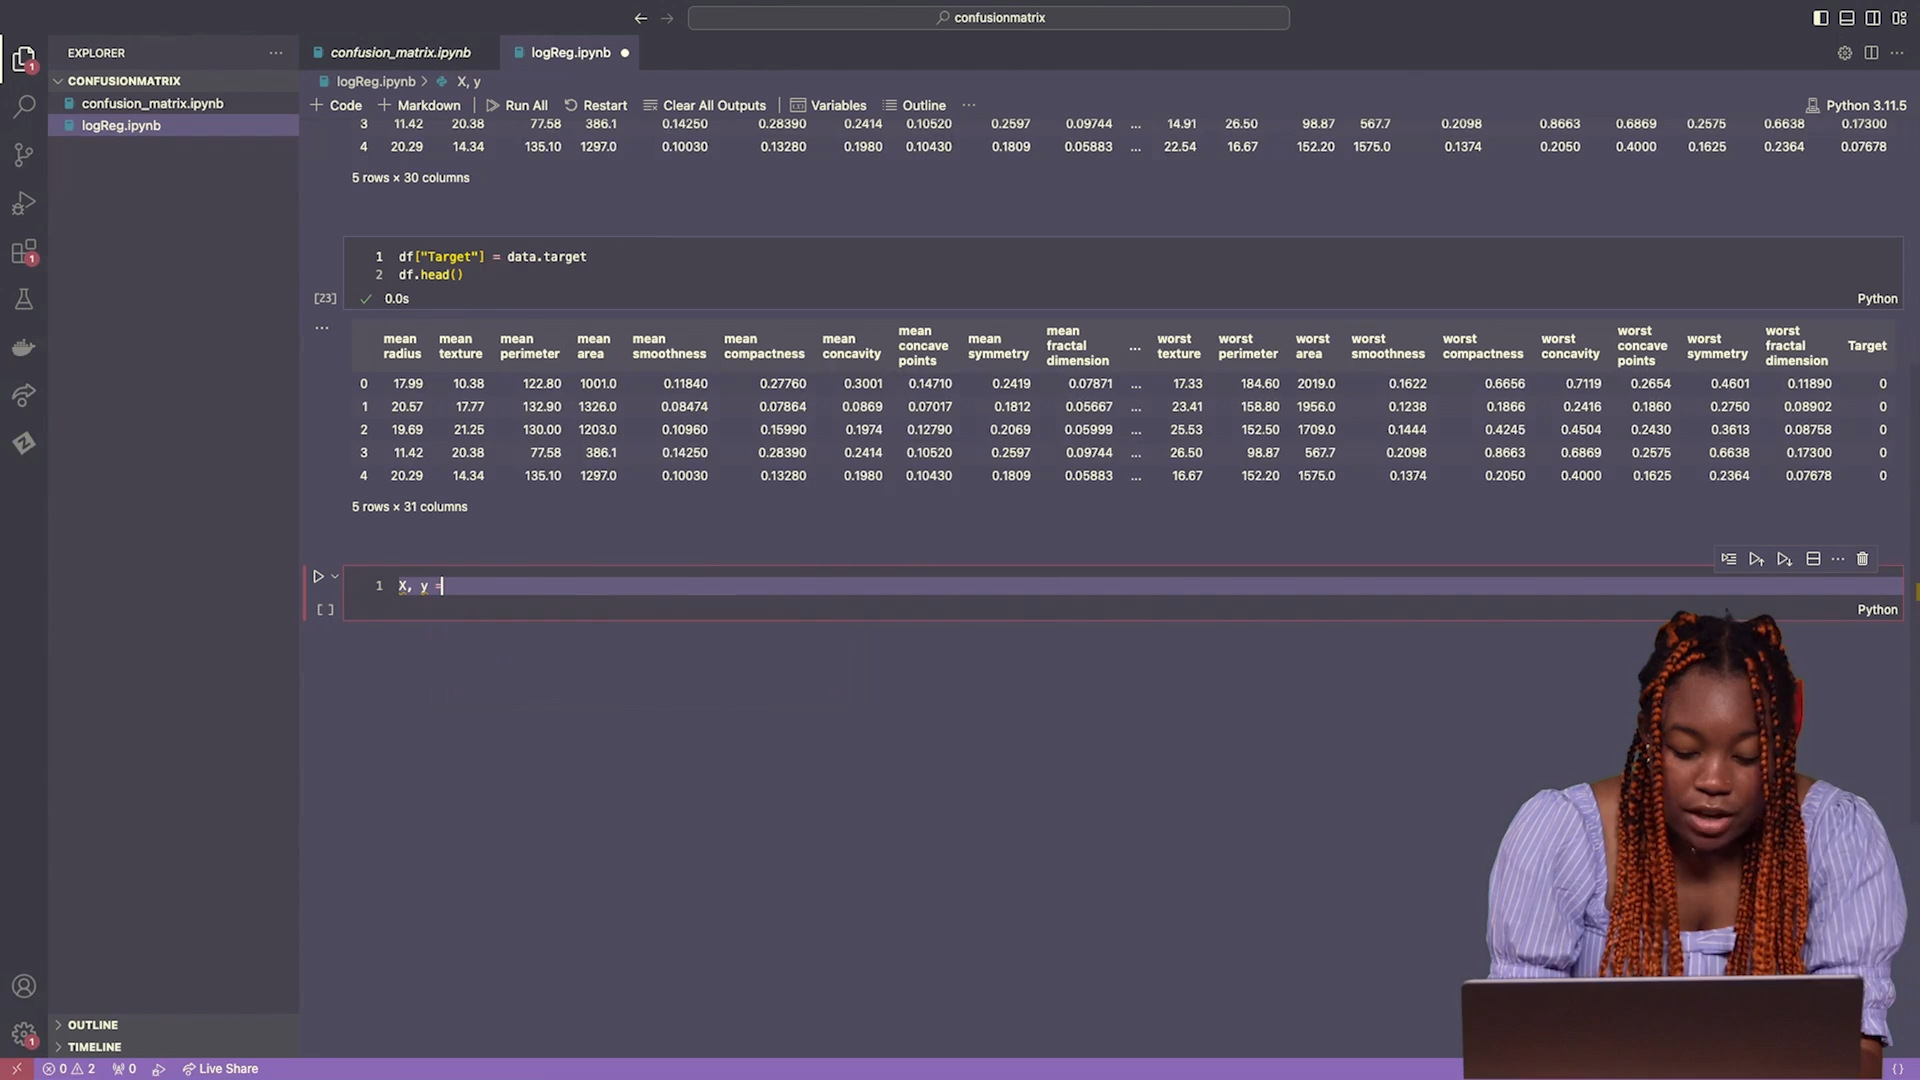 confusionmatrix
EXPLORER
confusion_matrix.ipynb
logReg.ipynb
CONFUSIONMATRIX
confusion_matrix.ipynb
logReg.ipynb
logReg.ipynb > X, y
Code Markdown Run All Restart Clear All Outputs Variables Outline ... Python 3.11.5
3 11.42 20.38 77.58 386.1 0.14250 0.28390 0.2414 0.10520 0.2597 0.09744 ... 14.91 26.50 98.87 567.7 0.2098 0.8663 0.6869 0.2575 0.6638 0.17300
4 20.29 14.34 135.10 1297.0 0.10030 0.13280 0.1980 0.10430 0.1809 0.05883 ... 22.54 16.67 152.20 1575.0 0.1374 0.2050 0.4000 0.1625 0.2364 0.07678
5 rows × 30 columns
1 df["Target"] = data.target
2 df.head()
[23] 0.0s Python
mean radius mean texture mean perimeter mean area mean smoothness mean compactness mean concavity mean concave points mean symmetry mean fractal dimension ... worst texture worst perimeter worst area worst smoothness worst compactness worst concavity worst concave points worst symmetry worst fractal dimension Target
0 17.99 10.38 122.80 1001.0 0.11840 0.27760 0.3001 0.14710 0.2419 0.07871 ... 17.33 184.60 2019.0 0.1622 0.6656 0.7119 0.2654 0.4601 0.11890 0
1 20.57 17.77 132.90 1326.0 0.08474 0.07864 0.0869 0.07017 0.1812 0.05667 ... 23.41 158.80 1956.0 0.1238 0.1866 0.2416 0.1860 0.2750 0.08902 0
2 19.69 21.25 130.00 1203.0 0.10960 0.15990 0.1974 0.12790 0.2069 0.05999 ... 25.53 152.50 1709.0 0.1444 0.4245 0.4504 0.2430 0.3613 0.08758 0
3 11.42 20.38 77.58 386.1 0.14250 0.28390 0.2414 0.10520 0.2597 0.09744 ... 26.50 98.87 567.7 0.2098 0.8663 0.6869 0.2575 0.6638 0.17300 0
4 20.29 14.34 135.10 1297.0 0.10030 0.13280 0.1980 0.10430 0.1809 0.05883 ... 16.67 152.20 1575.0 0.1374 0.2050 0.4000 0.1625 0.2364 0.07678 0
5 rows × 31 columns
1 X, y =
[ ] Python
OUTLINE
TIMELINE
0 2 0 Live Share {}